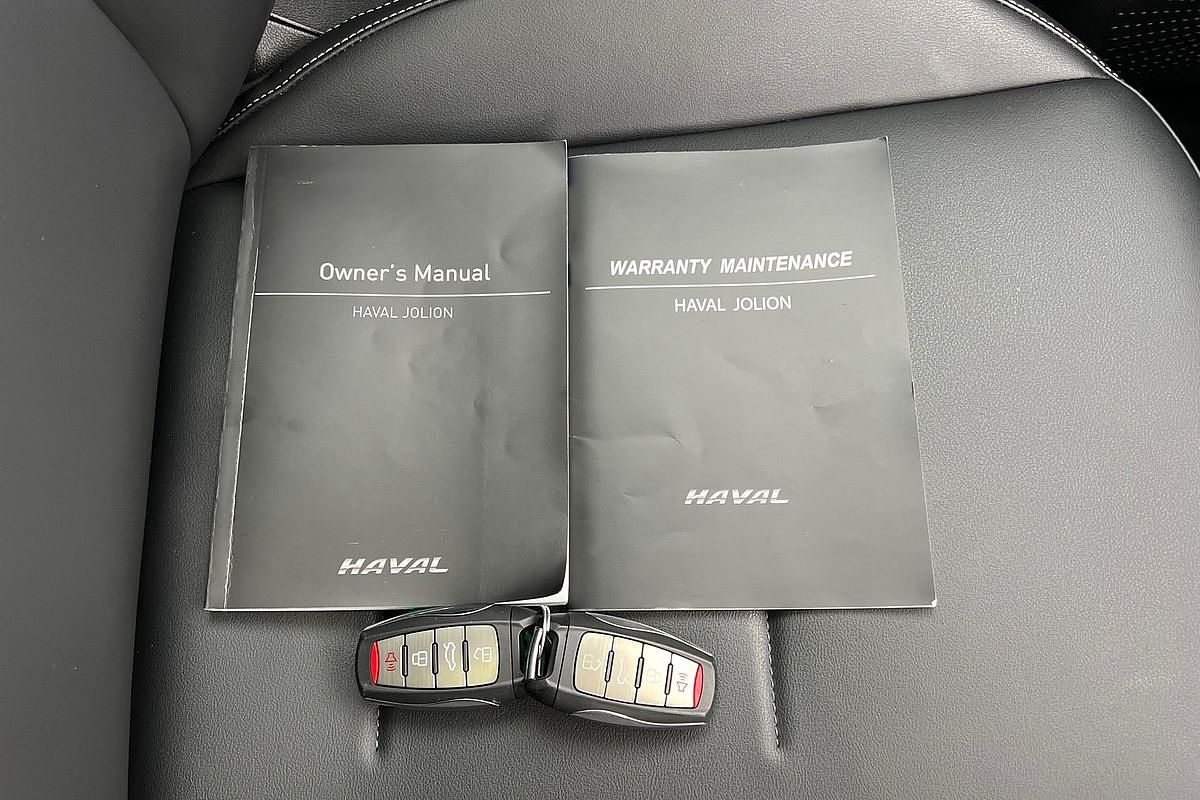 Owner's Manual
HAVAL JOLION
HAVAL
WARRANTY MAINTENANCE
HAVAL JOLION
HAVAL